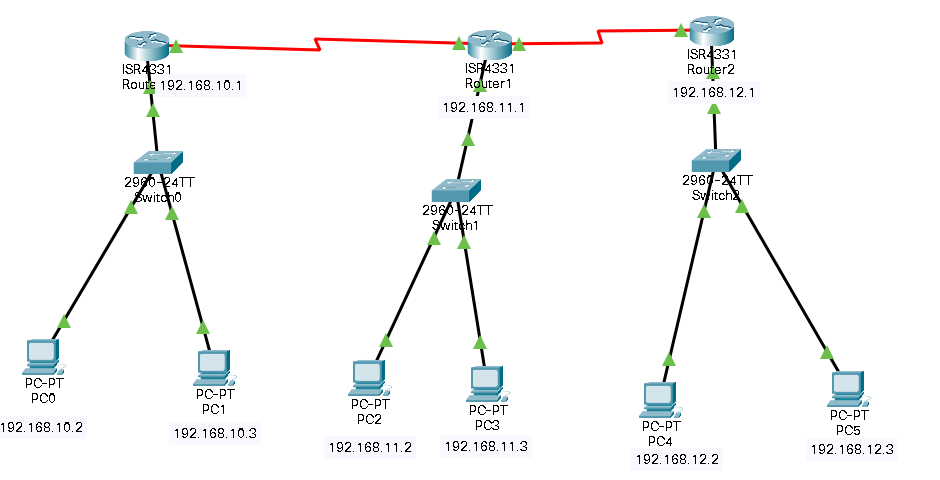 ISR4331
Route 192.168.10.1
ISR4331
Router1
192.168.11.1
ISR4331
Router2
192.168.12.1
2960-24TT
Switch0
2960-24TT
Switch1
2960-24TT
Switch2
PC-PT
PC0
192.168.10.2
PC-PT
PC1
192.168.10.3
PC-PT
PC2
192.168.11.2
PC-PT
PC3
192.168.11.3
PC-PT
PC4
192.168.12.2
PC-PT
PC5
192.168.12.3